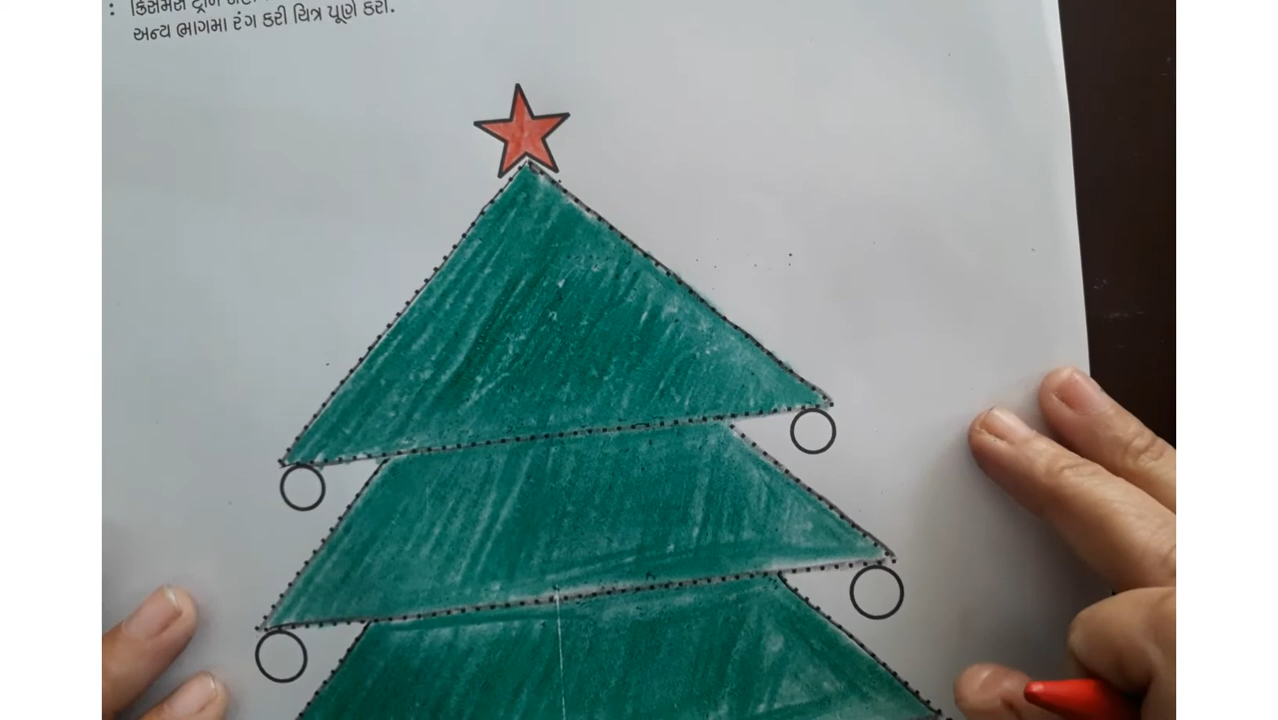 : ક્રિસમસ
અન્ય ભાગમા રંગ કરી ચિત્ર પૂર્ણ કરો.